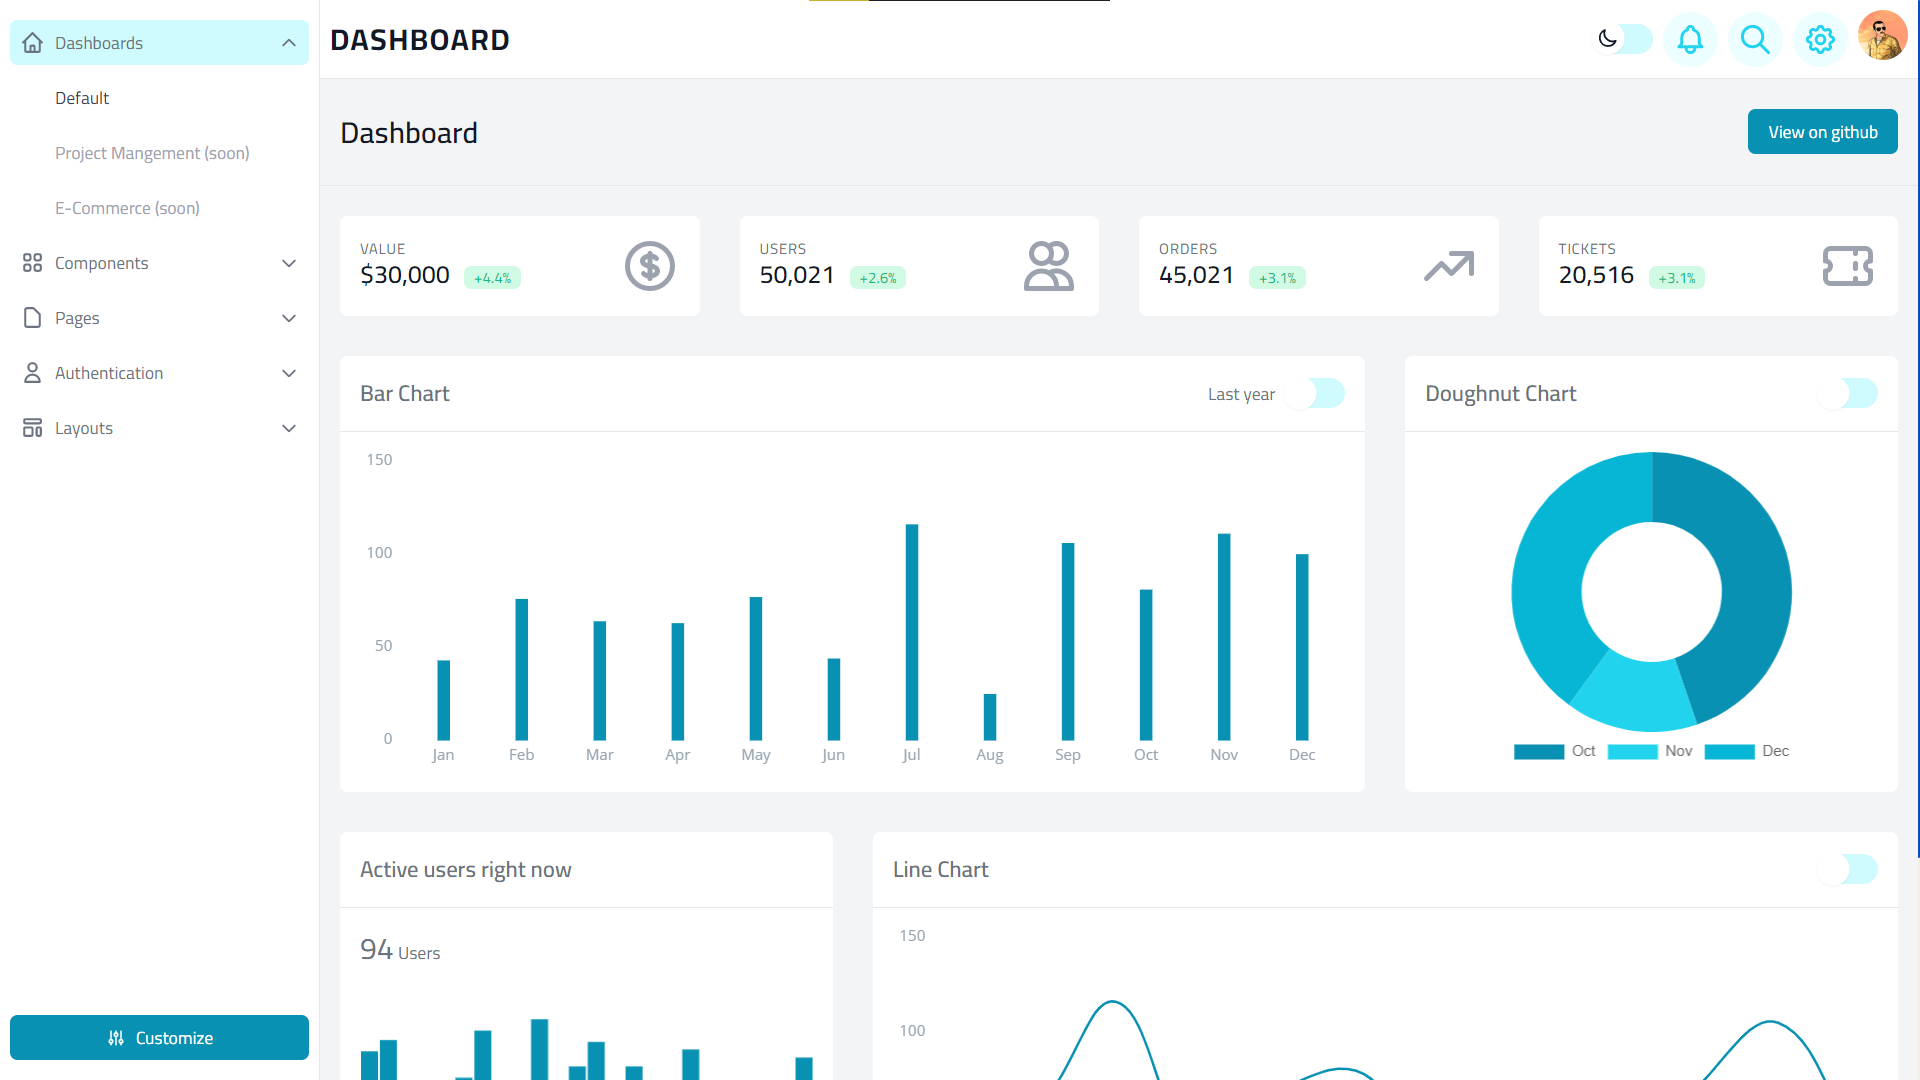 Dashboards
Default
Project Mangement (soon)
E-Commerce (soon)
Components
Pages
Authentication
Layouts
Customize
DASHBOARD
Dashboard
View on github
VALUE
$30,000 +4.4%
USERS
50,021 +2.6%
ORDERS
45,021 +3.1%
TICKETS
20,516 +3.1%
Bar Chart
Last year
150
100
50
0
Jan Feb Mar Apr May Jun Jul Aug Sep Oct Nov Dec
Doughnut Chart
Oct Nov Dec
Active users right now
94 Users
Line Chart
150
100